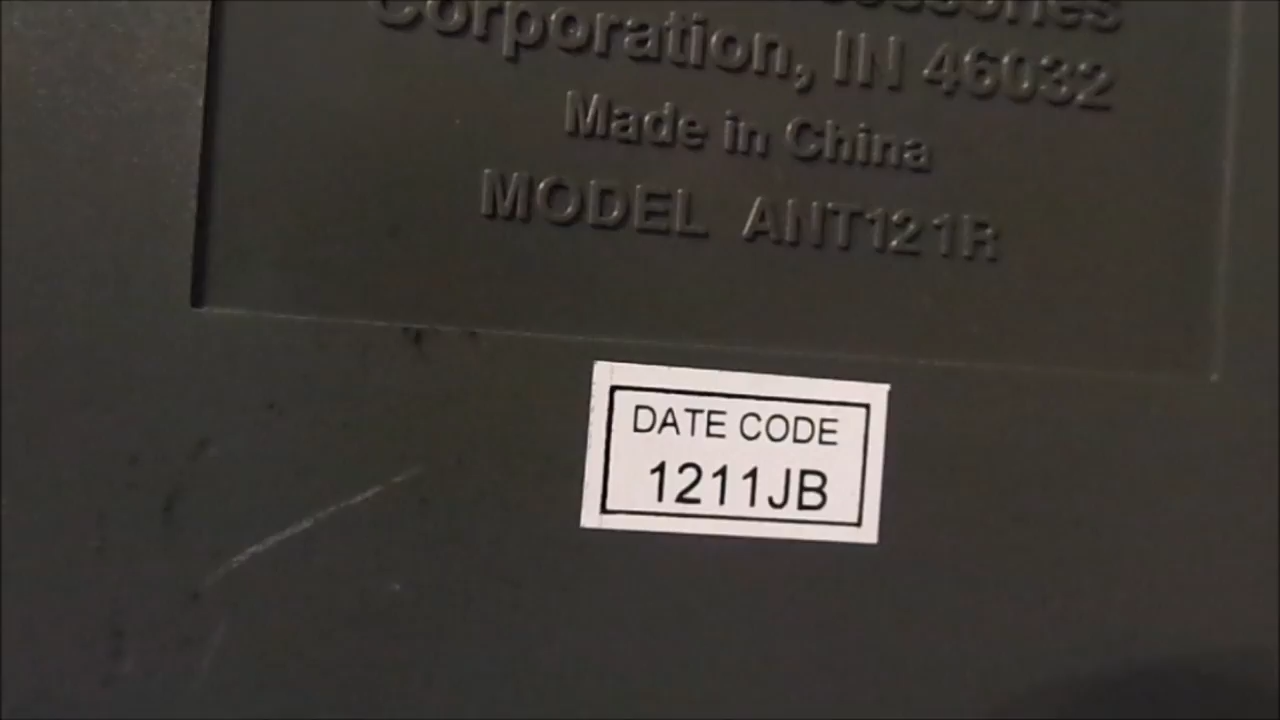 Corporation, IN 46032
Made in China
MODEL ANT121R
DATE CODE
1211JB